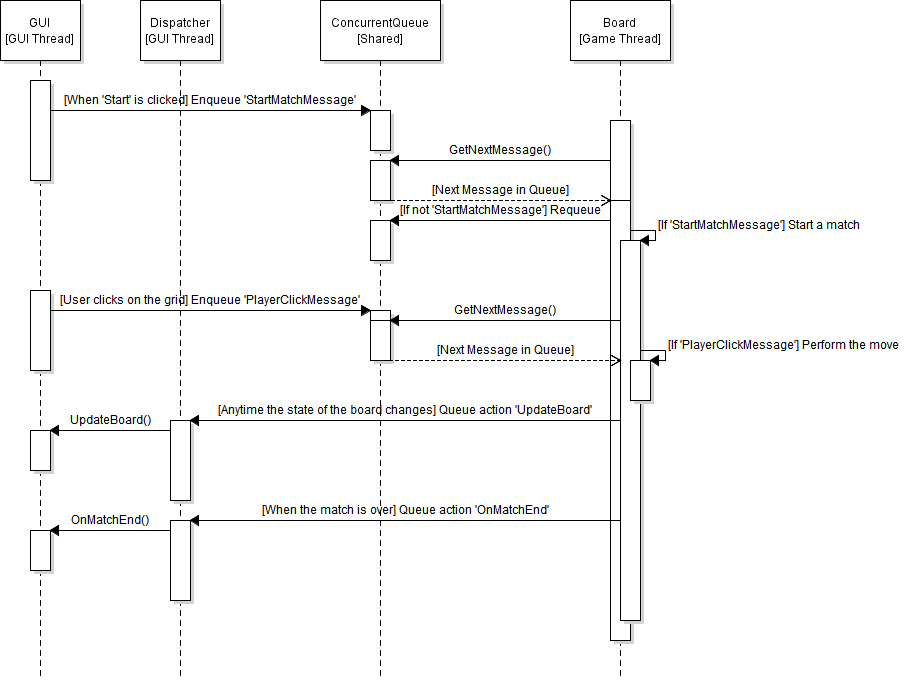 GUI
[GUI Thread]
Dispatcher
[GUI Thread]
ConcurrentQueue
[Shared]
Board
[Game Thread]
[When 'Start' is clicked] Enqueue 'StartMatchMessage'
GetNextMessage()
[Next Message in Queue]
[If not 'StartMatchMessage'] Requeue
[If 'StartMatchMessage'] Start a match
[User clicks on the grid] Enqueue 'PlayerClickMessage'
GetNextMessage()
[Next Message in Queue]
[If 'PlayerClickMessage'] Perform the move
[Anytime the state of the board changes] Queue action 'UpdateBoard'
UpdateBoard()
[When the match is over] Queue action 'OnMatchEnd'
OnMatchEnd()